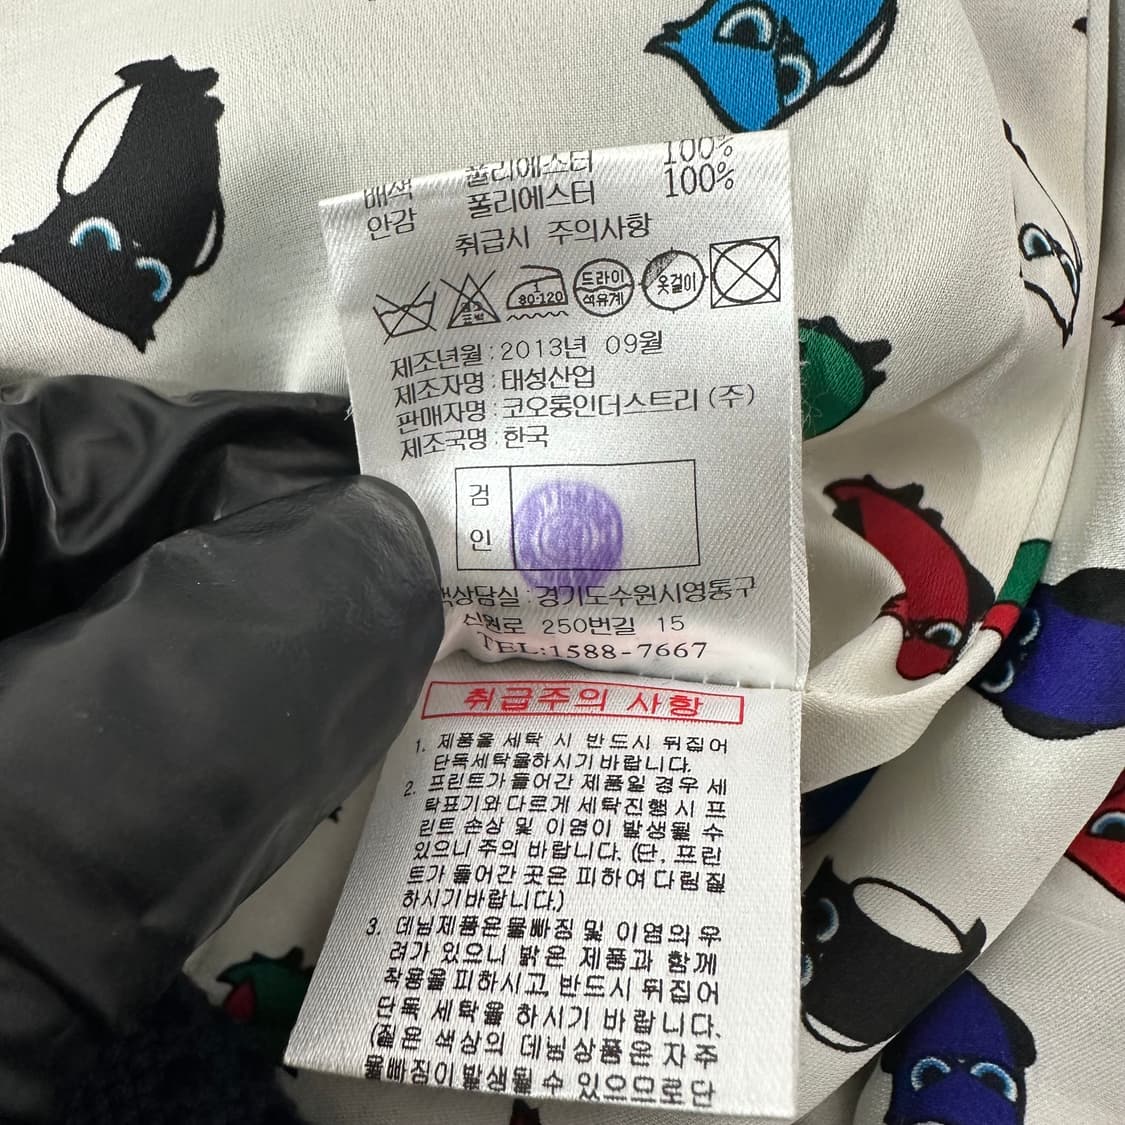 배색 폴리에스터 100%
안감 폴리에스터 100%
취급시 주의사항
염소
표백
1
80-120
드라이
석유계
옷걸이
제조년월 : 2013년 09월
제조자명 : 태성산업
판매자명 : 코오롱인더스트리 (주)
제조국명 : 한국
검
인
상담실 : 경기도수원시영통구
신원로 250번길 15
TEL:1588-7667
취급주의 사항
1. 제품을 세탁 시 반드시 뒤집어
단독세탁을하시기 바랍니다.
2. 프린트가 들어간 제품일 경우 세
탁표기와 다르게 세탁진행 시 프
린트 손상 및 이염이 발생될 수
있으니 주의 바랍니다. (단, 프린
트가 들어간 곳은 피하여 다림질
하시기바랍니다.)
3. 데님제품은물빠짐 및 이염의 우
려가 있으니 밝은 제품과 함께
착용을 피하시고, 반드시 뒤집어
단독 세탁을 하시기 바랍니다.
(짙은 색상의 데님상품은 자주
물빠짐이 발생될 수 있으므로단